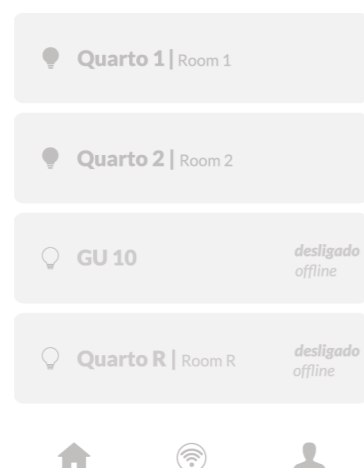 Quarto 1 | Room 1
Quarto 2 | Room 2
GU 10 desligado
offline
Quarto R | Room R desligado
offline